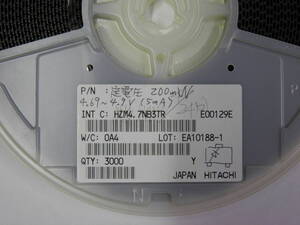 P/N : 定電圧 200mW
4.69~4.9V (5mA)
INT C: HZM4.7NB3TR E00129E
W/C: 0A4 LOT: EA10188-1
QTY: 3000 Y
JAPAN HITACHI